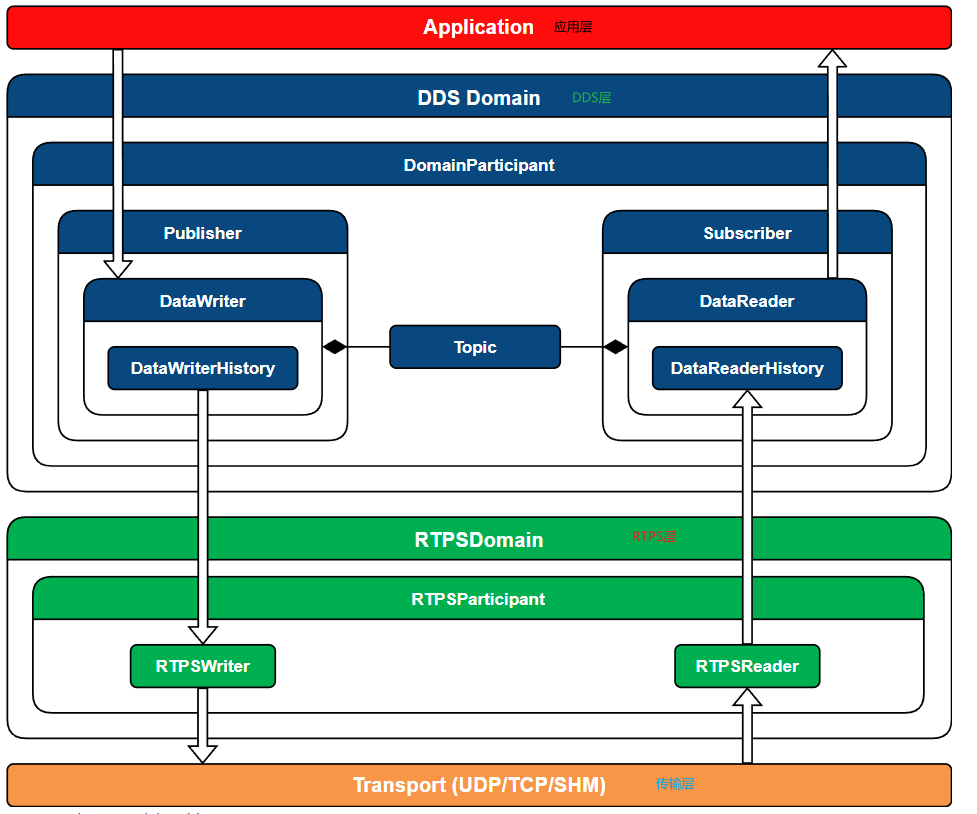 Application 应用层
DDS Domain DDS层
DomainParticipant
Publisher
Subscriber
DataWriter
DataReader
Topic
DataWriterHistory
DataReaderHistory
RTPSDomain RTPS层
RTPSParticipant
RTPSWriter
RTPSReader
Transport (UDP/TCP/SHM) 传输层